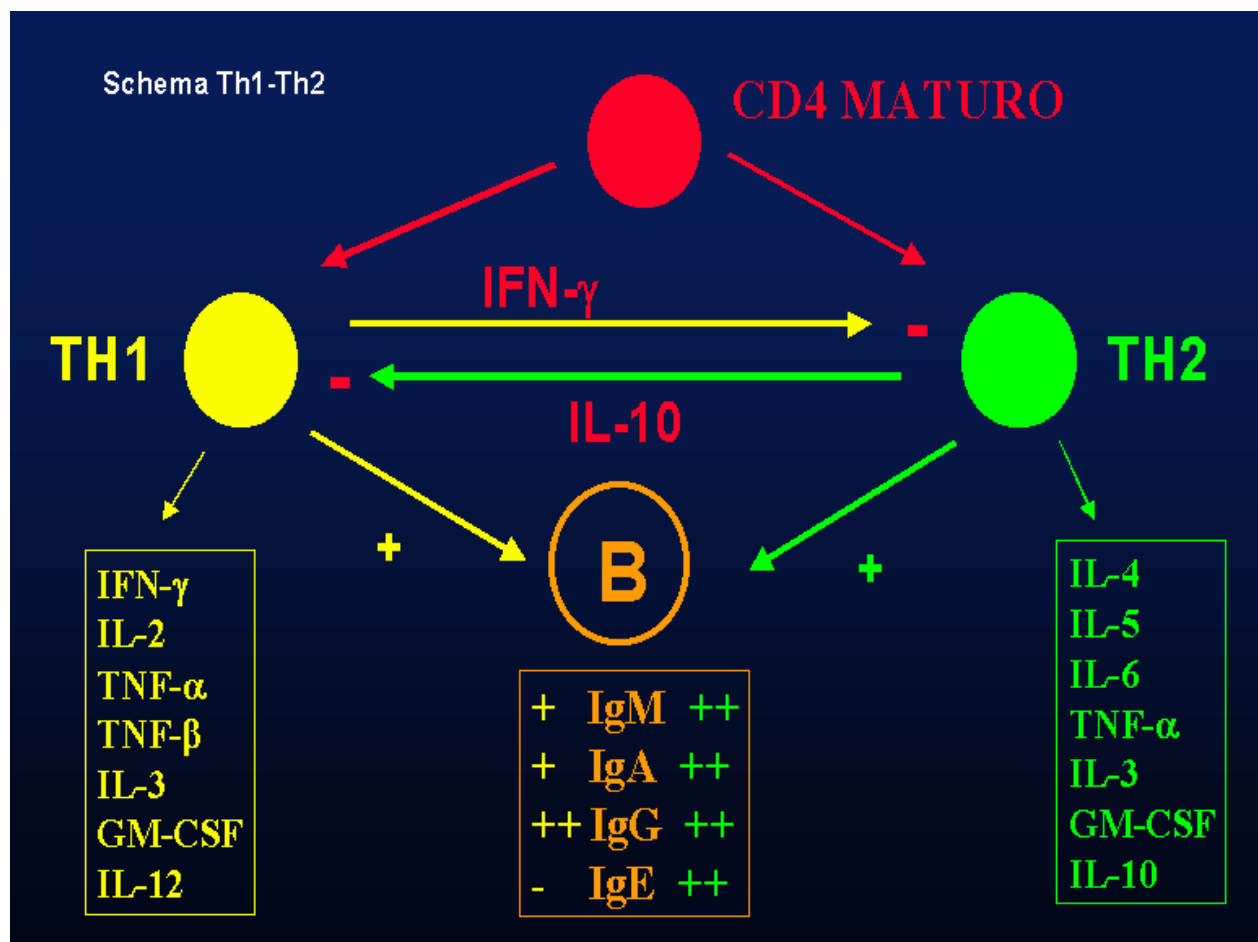 Schema Th1-Th2
CD4 MATURO
IFN-γ
-
TH1
-
TH2
IL-10
+
B
+
IFN-γ
IL-2
TNF-α
TNF-β
IL-3
GM-CSF
IL-12
+ IgM ++
+ IgA ++
++ IgG ++
- IgE ++
IL-4
IL-5
IL-6
TNF-α
IL-3
GM-CSF
IL-10